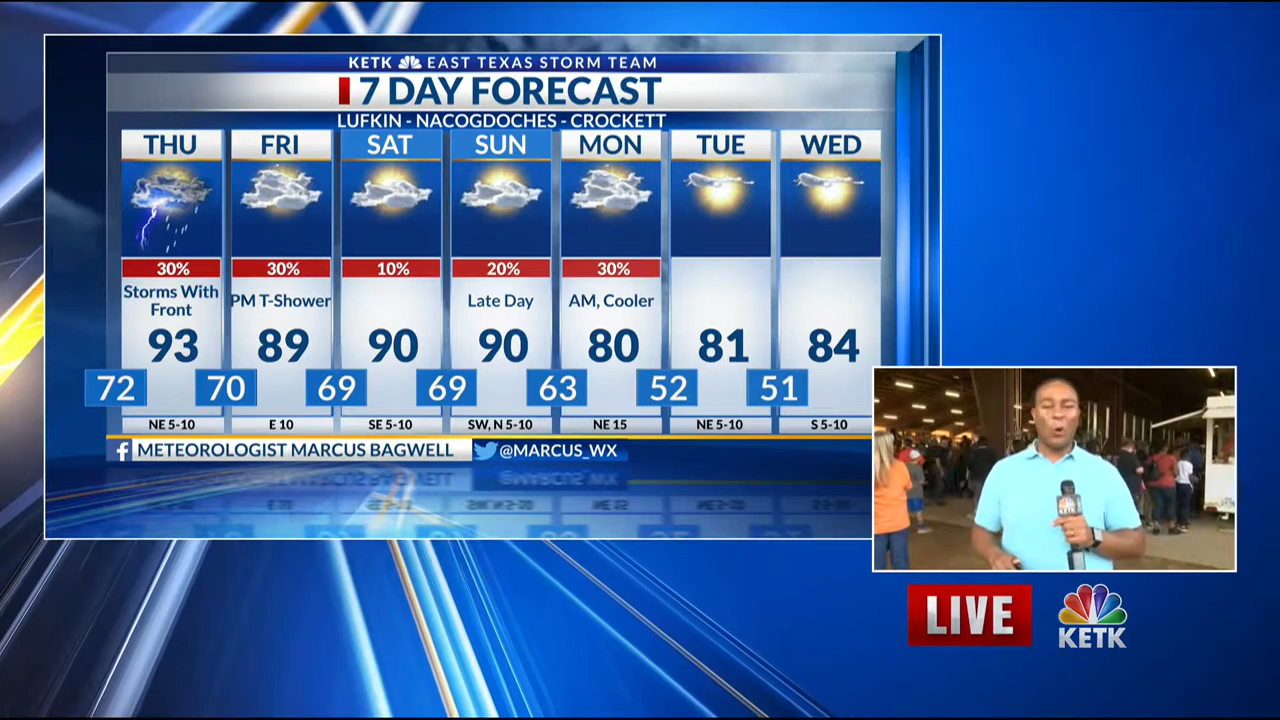 KETK EAST TEXAS STORM TEAM
7 DAY FORECAST
LUFKIN - NACOGDOCHES - CROCKETT
THU FRI SAT SUN MON TUE WED
30% 30% 10% 20% 30%
Storms With Front PM T-Shower Late Day AM, Cooler
93 89 90 90 80 81 84
72 70 69 69 63 52 51
NE 5-10 E 10 SE 5-10 SW, N 5-10 NE 15 NE 5-10 S 5-10
METEOROLOGIST MARCUS BAGWELL @MARCUS_WX
KETK
LIVE
KETK